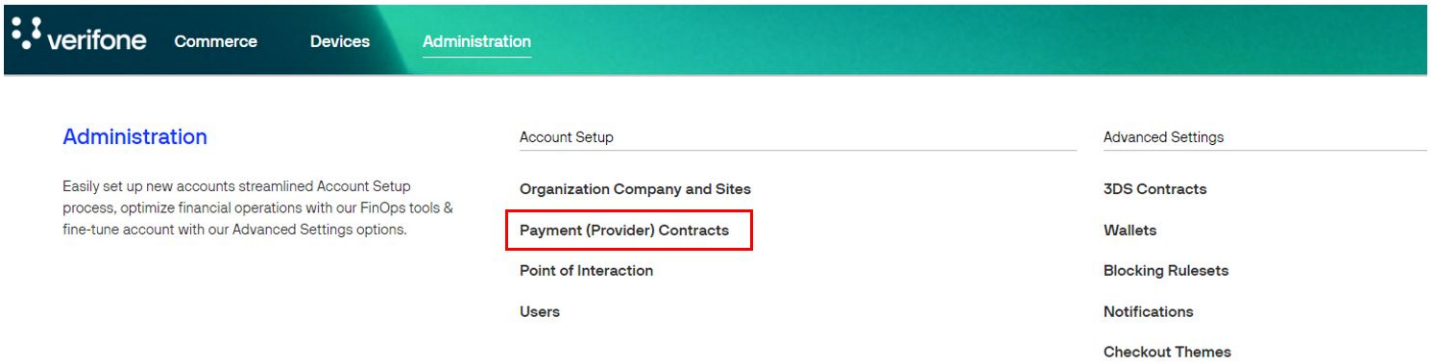 verifone Commerce Devices Administration
Administration
Easily set up new accounts streamlined Account Setup
process, optimize financial operations with our FinOps tools &
fine-tune account with our Advanced Settings options.
Account Setup
Organization Company and Sites
Payment (Provider) Contracts
Point of Interaction
Users
Advanced Settings
3DS Contracts
Wallets
Blocking Rulesets
Notifications
Checkout Themes